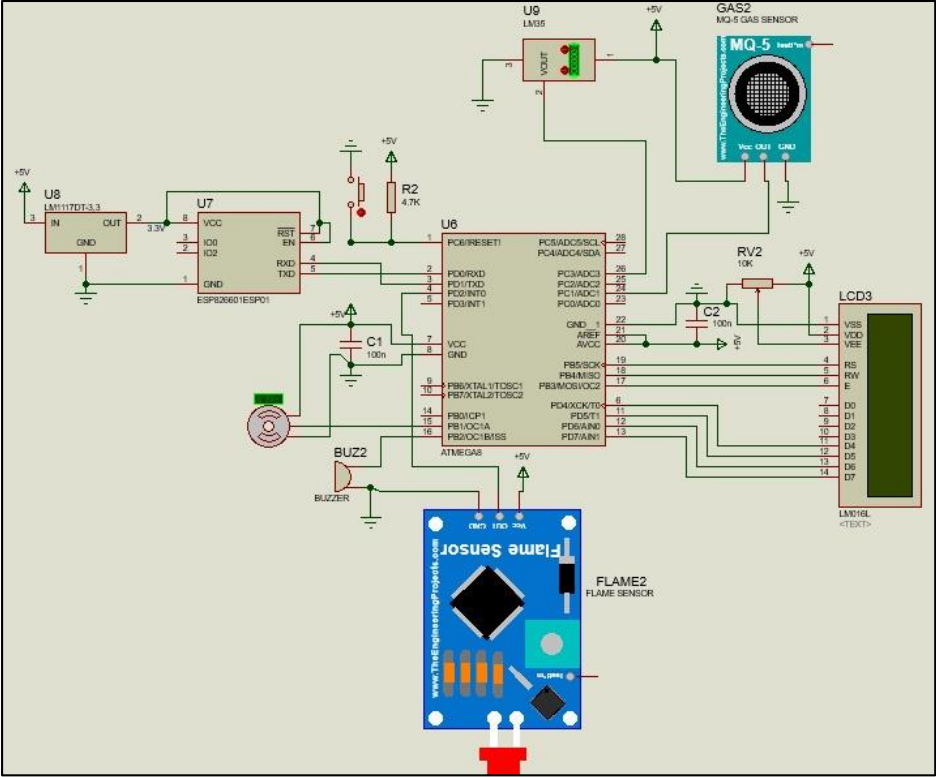 U9
LM35
+5V
3
VOUT
1
2
GAS2
MQ-5 GAS SENSOR
MQ-5
www.TheEngineeringProjects.com
Vcc OUT GND
+5V
U8
LM1117DT-3.3
3
IN
OUT
2
3.3V
GND
1
U7
8
VCC
3
IO0
2
IO2
1
GND
RST
7
EN
6
RXD
4
TXD
5
ESP826601ESP01
+5V
R2
4.7K
U6
1
PC6/RESET1
2
PD0/RXD
3
PD1/TXD
4
PD2/INT0
5
PD3/INT1
7
VCC
8
GND
9
PB6/XTAL1/TOSC1
10
PB7/XTAL2/TOSC2
14
PB0/ICP1
15
PB1/OC1A
16
PB2/OC1B/SS
PC5/ADC5/SCL
28
PC4/ADC4/SDA
27
PC3/ADC3
26
PC2/ADC2
25
PC1/ADC1
24
PC0/ADC0
23
GND_1
22
AREF
21
AVCC
20
PB5/SCK
19
PB4/MISO
18
PB3/MOSI/OC2
17
PD4/XCK/T0
6
PD5/T1
11
PD6/AIN0
12
PD7/AIN1
13
ATMEGA8
+5V
C1
100n
C2
100n
+5V
RV2
10K
+5V
LCD3
1
VSS
2
VDD
3
VEE
4
RS
5
RW
6
E
7
D0
8
D1
9
D2
10
D3
11
D4
12
D5
13
D6
14
D7
LM016L
<TEXT>
BUZ2
BUZZER
+5V
GND OUT Vcc
Flame Sensor
www.TheEngineeringProjects.com
FLAME2
FLAME SENSOR